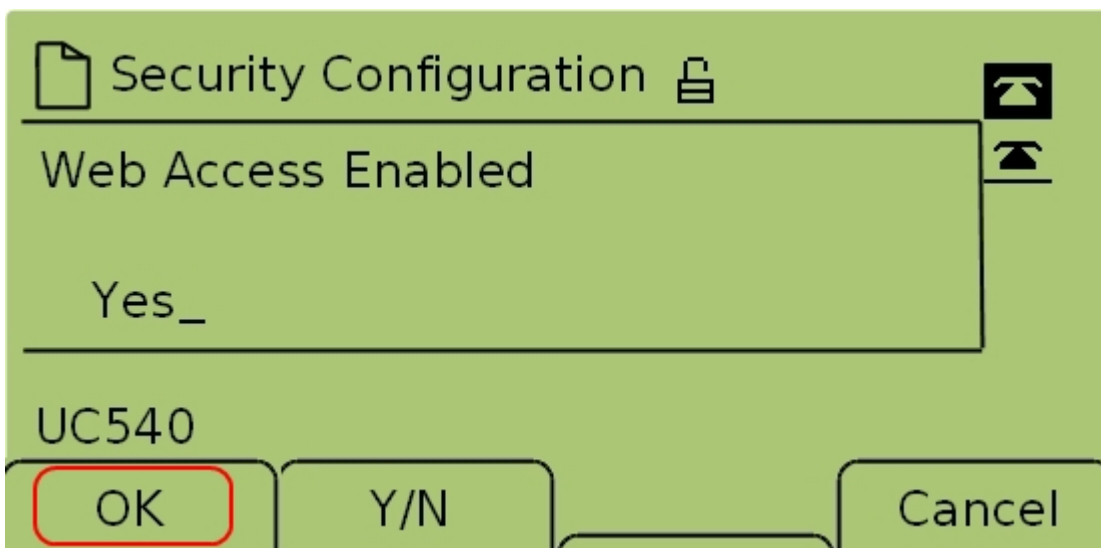 Security Configuration
Web Access Enabled
Yes_
UC540
OK Y/N Cancel